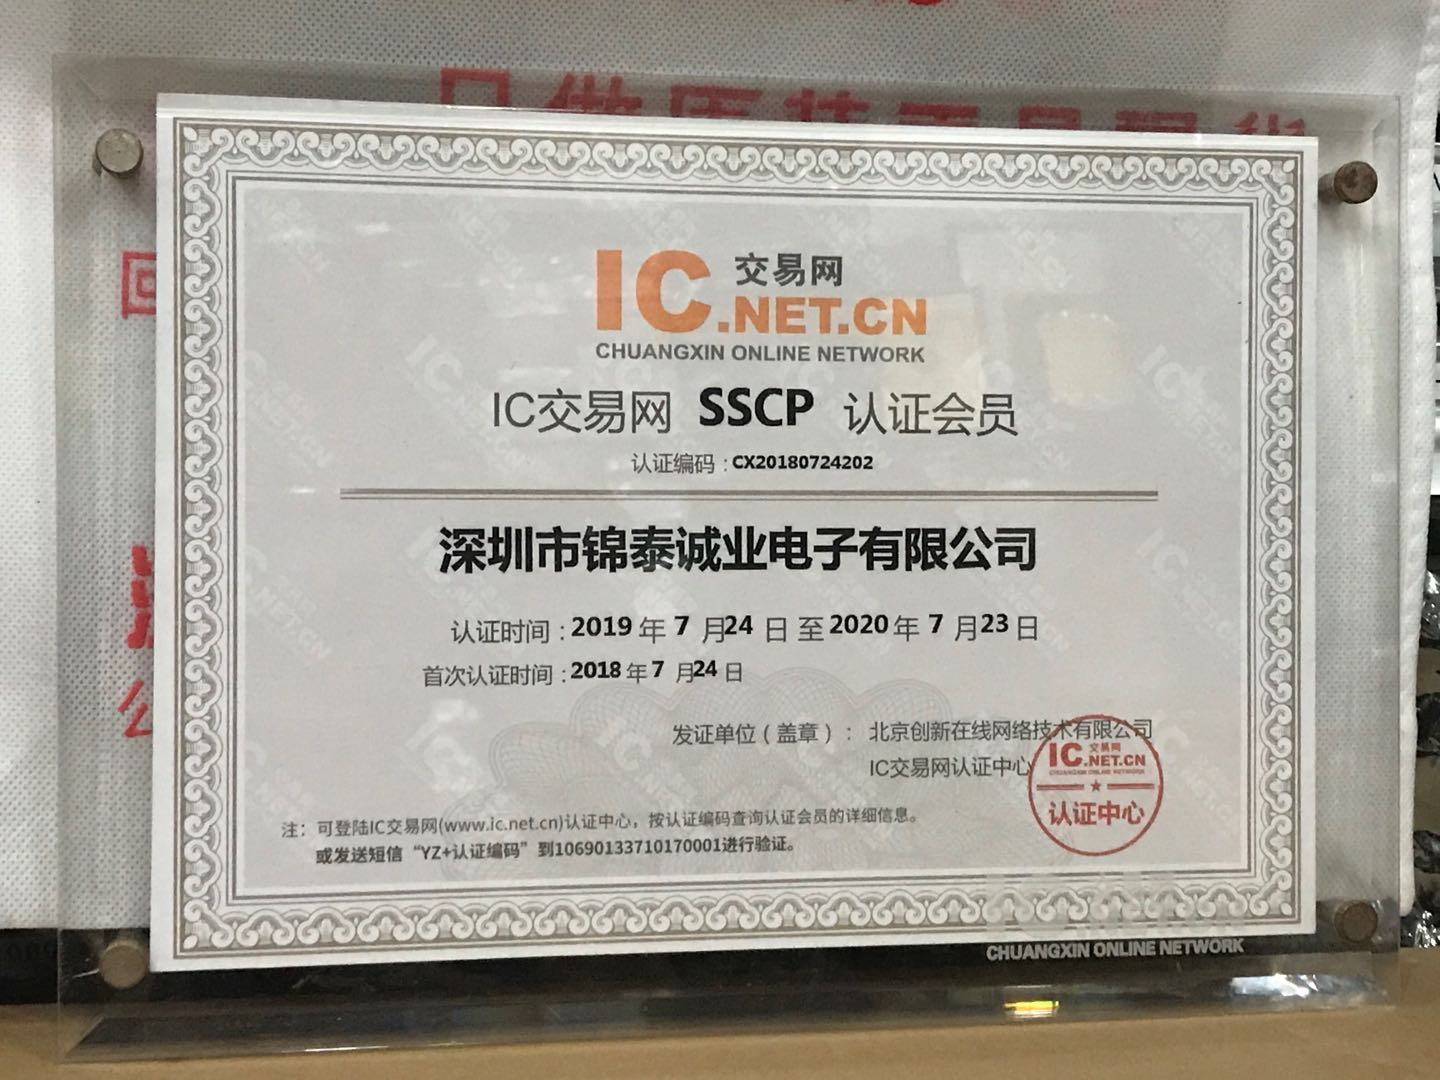 IC 交易网
.NET.CN
CHUANGXIN ONLINE NETWORK
IC交易网 SSCP 认证会员
认证编码:CX20180724202
深圳市锦泰诚业电子有限公司
认证时间:2019 年 7 月24 日 至 2020 年 7 月23 日
首次认证时间:2018 年 7 月24 日
发证单位(盖章): 北京创新在线网络技术有限公司
IC交易网认证中心
IC 交易网
.NET.CN
CHUANGXIN ONLINE NETWORK
认证中心
注: 可登陆IC交易网(www.ic.net.cn)认证中心，按认证编码查询认证会员的详细信息。
或发送短信“YZ+认证编码”到10690133710170001进行验证。
CHUANGXIN ONLINE NETWORK